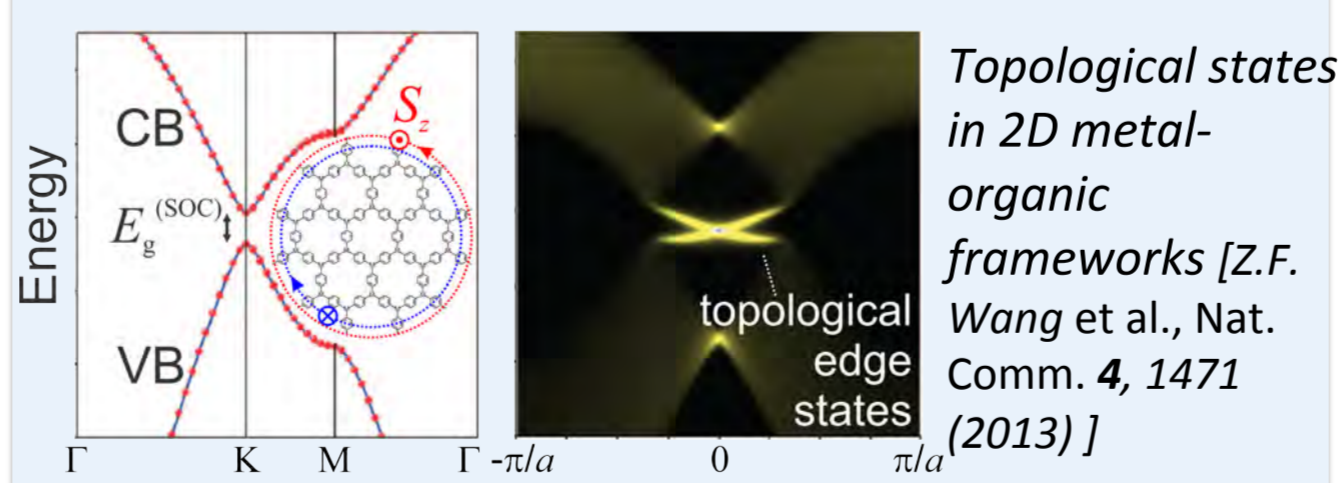 Energy
CB
E_g^(SOC)
VB
S_z
Γ K M Γ
topological
edge
states
-π/a 0 π/a
Topological states
in 2D metal-
organic
frameworks [Z.F.
Wang et al., Nat.
Comm. 4, 1471
(2013) ]